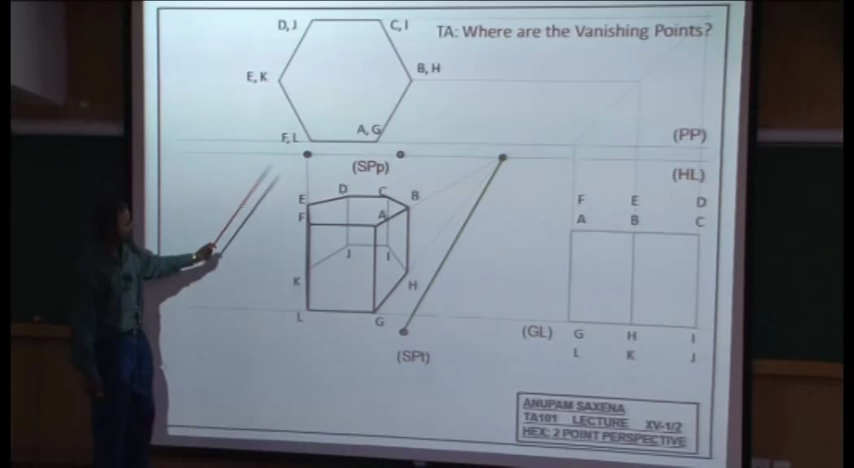 TA: Where are the Vanishing Points?
D, J
C, I
B, H
E, K
F, L
A, G
(PP)
(SPp)
(HL)
D
C
B
E
F
A
F
E
D
A
B
C
J
I
K
H
L
G
(SPt)
(GL)
G
H
I
L
K
J
ANUPAM SAXENA
TA101 LECTURE XV-1/2
HEX: 2 POINT PERSPECTIVE